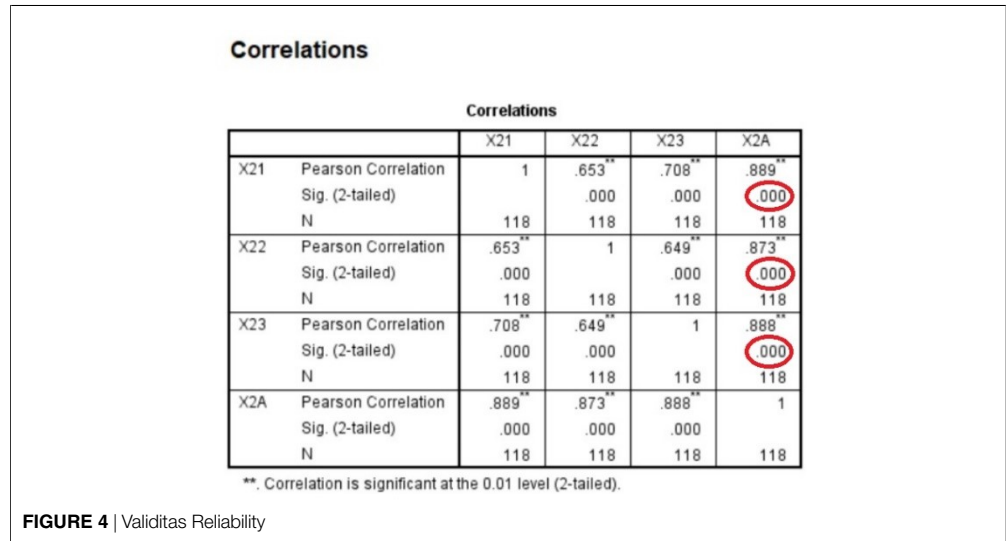 Correlations
Correlations
X21 X22 X23 X2A
X21 Pearson Correlation 1 .653** .708** .889**
Sig. (2-tailed) .000 .000 .000
N 118 118 118 118
X22 Pearson Correlation .653** 1 .649** .873**
Sig. (2-tailed) .000 .000 .000
N 118 118 118 118
X23 Pearson Correlation .708** .649** 1 .888**
Sig. (2-tailed) .000 .000 .000
N 118 118 118 118
X2A Pearson Correlation .889** .873** .888** 1
Sig. (2-tailed) .000 .000 .000
N 118 118 118 118
**. Correlation is significant at the 0.01 level (2-tailed).
FIGURE 4 | Validitas Reliability